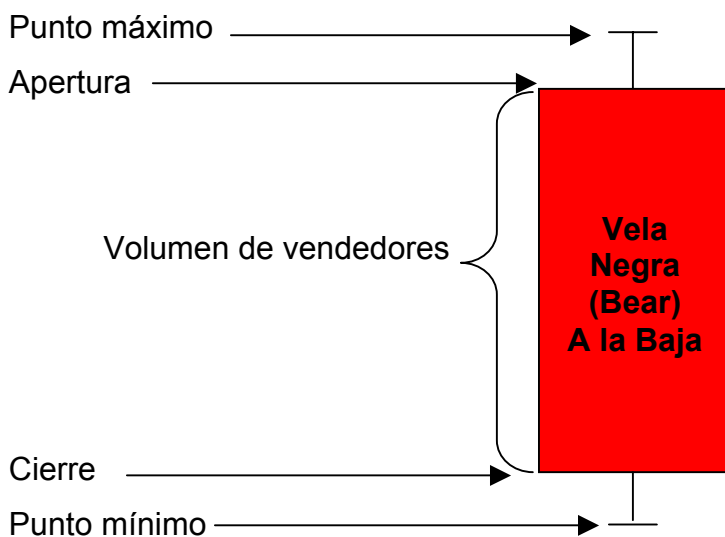 Punto máximo
Apertura
Volumen de vendedores
Vela
Negra
(Bear)
A la Baja
Cierre
Punto mínimo